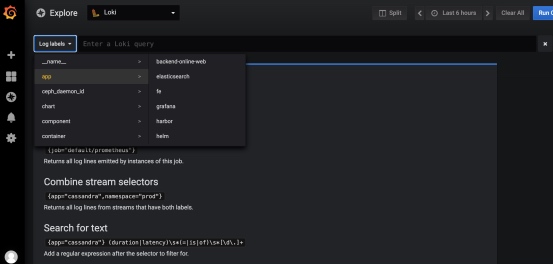 Explore
Loki
Split
Last 6 hours
Clear All
Run
Log labels
Enter a Loki query
__name__
app
ceph_daemon_id
chart
component
container
backend-online-web
elasticsearch
fe
grafana
harbor
helm
{job="default/prometheus"}
Returns all log lines emitted by instances of this job.
Combine stream selectors
{app="cassandra",namespace="prod"}
Returns all log lines from streams that have both labels.
Search for text
{app="cassandra"} (duration|latency)\s*(=|is|of)\s*[\d\.]+
Add a regular expression after the selector to filter for.